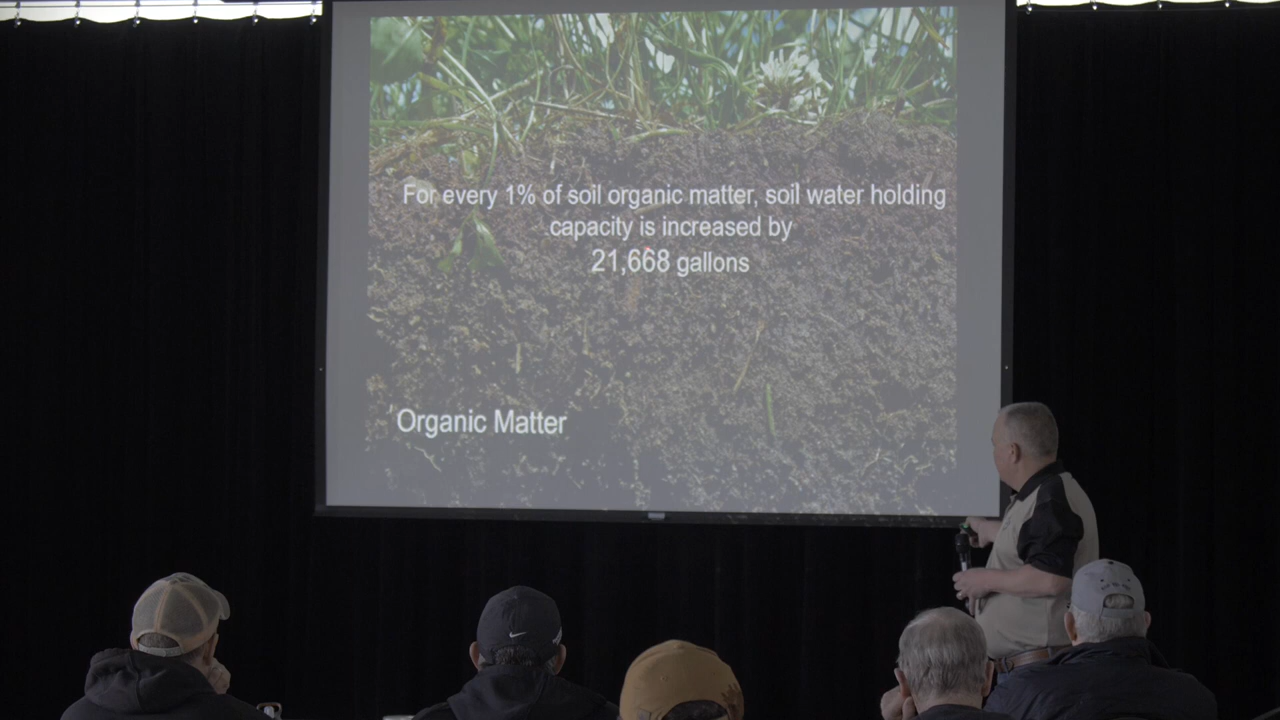 For every 1% of soil organic matter, soil water holding
capacity is increased by
21,668 gallons
Organic Matter